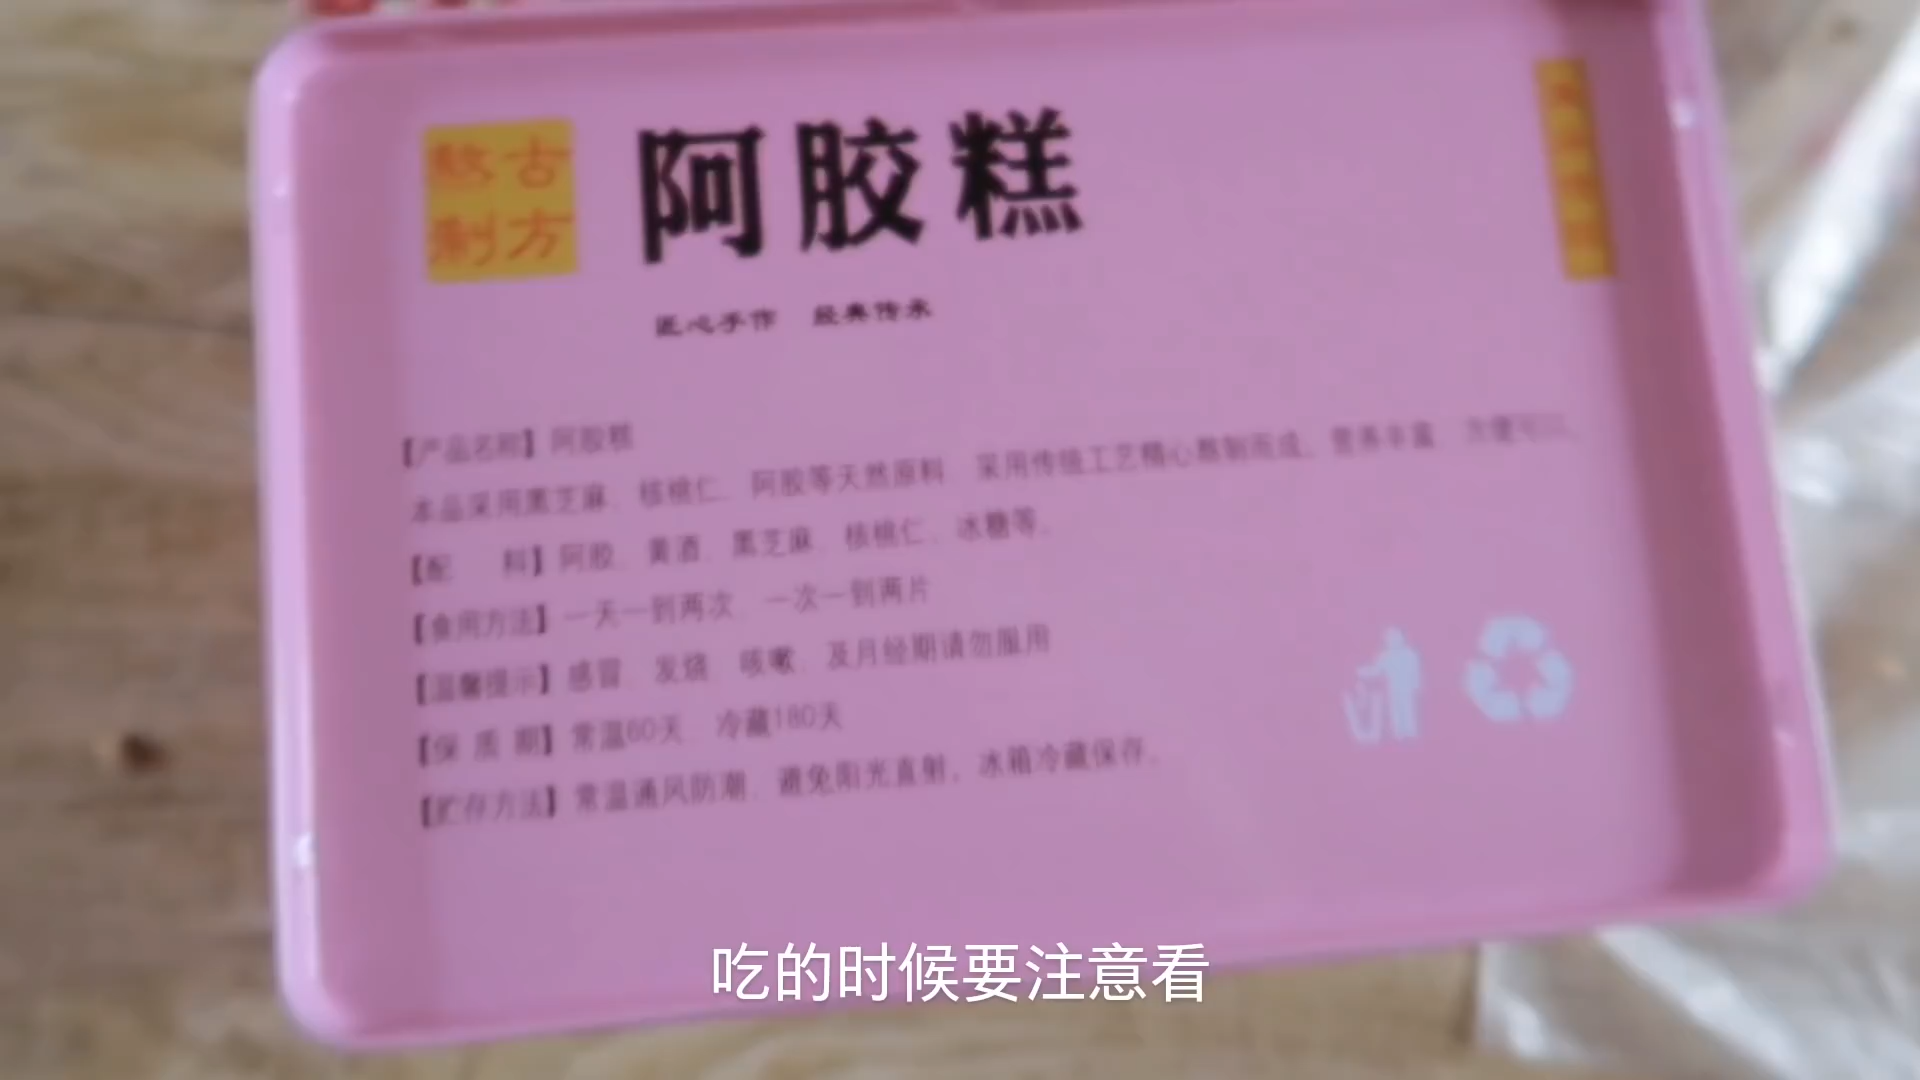 古方
熬制
阿胶糕
匠心手作 经典传承
【产品名称】阿胶糕
本品采用黑芝麻、核桃仁、阿胶等天然原料，采用传统工艺精心熬制而成。营养丰富，方便可口。
【配 料】阿胶、黄酒、黑芝麻、核桃仁、冰糖等。
【食用方法】一天一到两次，一次一到两片
【温馨提示】感冒、发烧、咳嗽、及月经期请勿服用
【保 质 期】常温60天 冷藏180天
【贮存方法】常温通风防潮，避免阳光直射，冰箱冷藏保存。
吃的时候要注意看